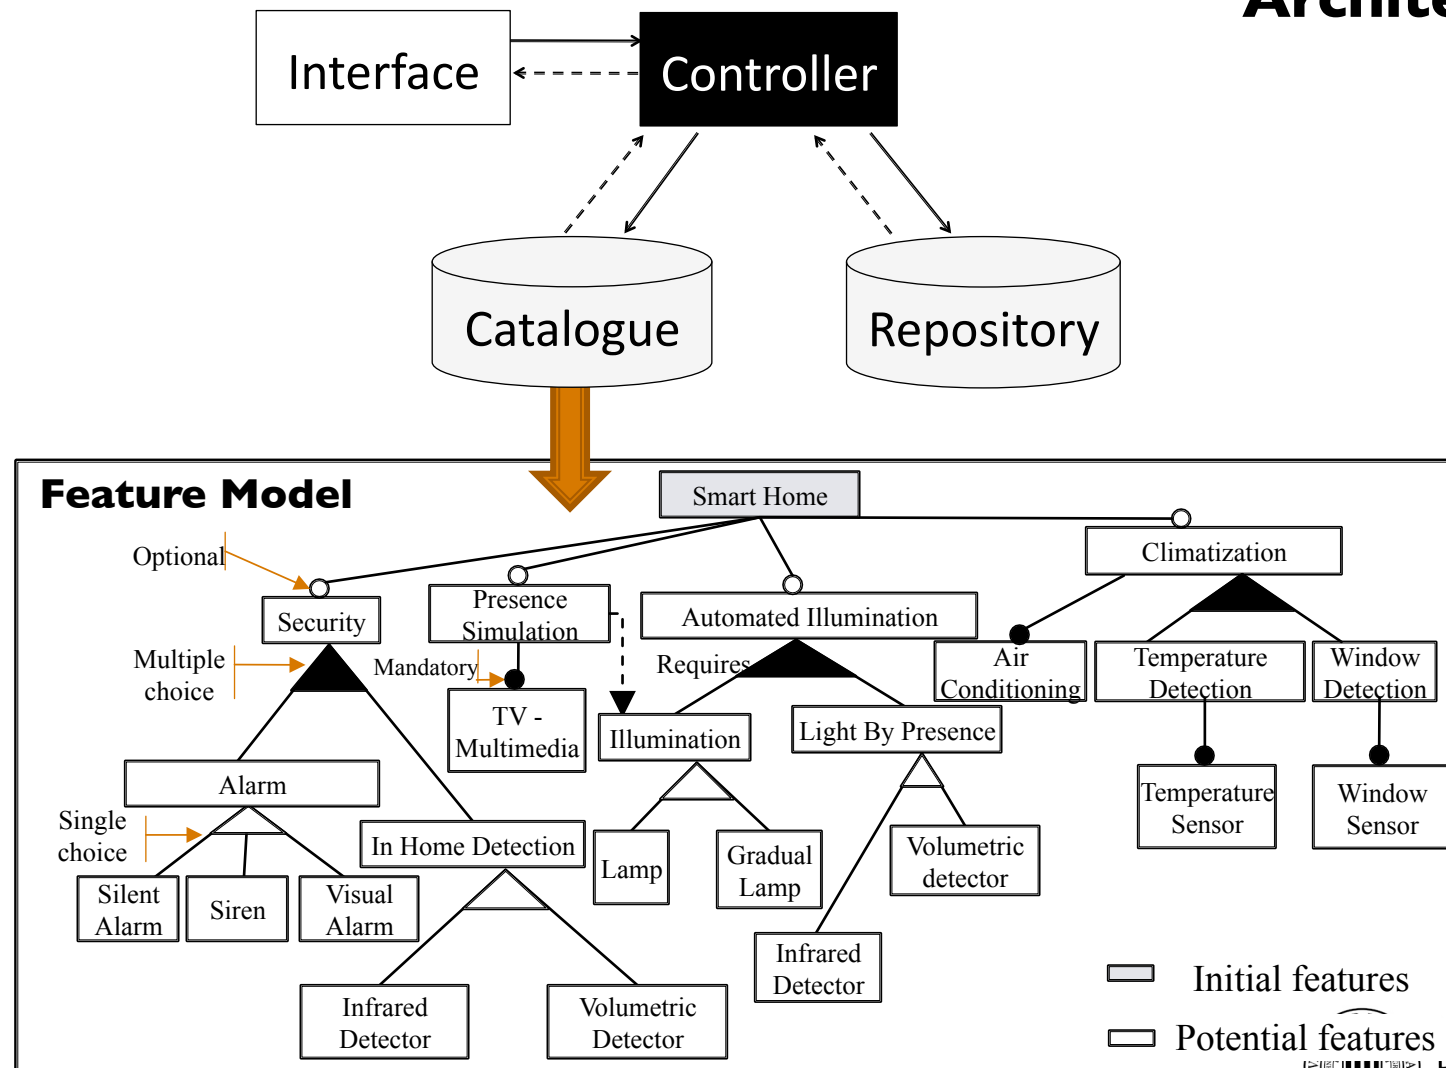 Archite
Interface
Controller
Catalogue
Repository
Feature Model
Smart Home
Optional
Climatization
Security
Presence
Simulation
Automated Illumination
Multiple
choice
Mandatory
Requires
Air
Conditioning
Temperature
Detection
Window
Detection
TV -
Multimedia
Illumination
Light By Presence
Alarm
Temperature
Sensor
Window
Sensor
Single
choice
In Home Detection
Lamp
Gradual
Lamp
Volumetric
detector
Silent
Alarm
Siren
Visual
Alarm
Infrared
Detector
Infrared
Detector
Volumetric
Detector
Initial features
Potential features